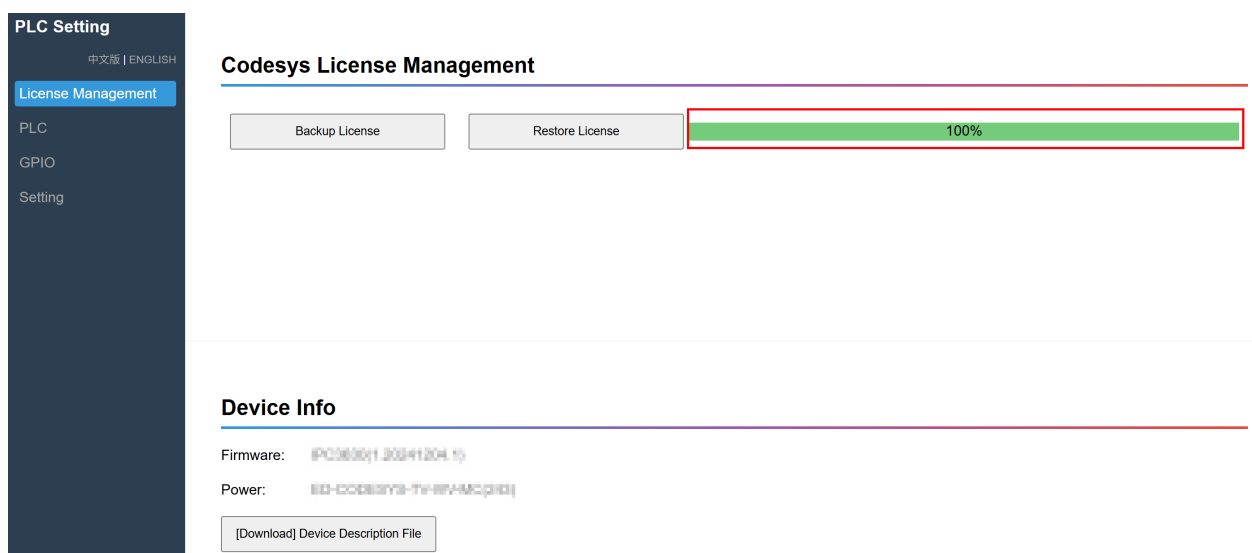 PLC Setting
中文版 | ENGLISH
License Management
PLC
GPIO
Setting
Codesys License Management
Backup License
Restore License
100%
Device Info
Firmware:
Power:
[Download] Device Description File